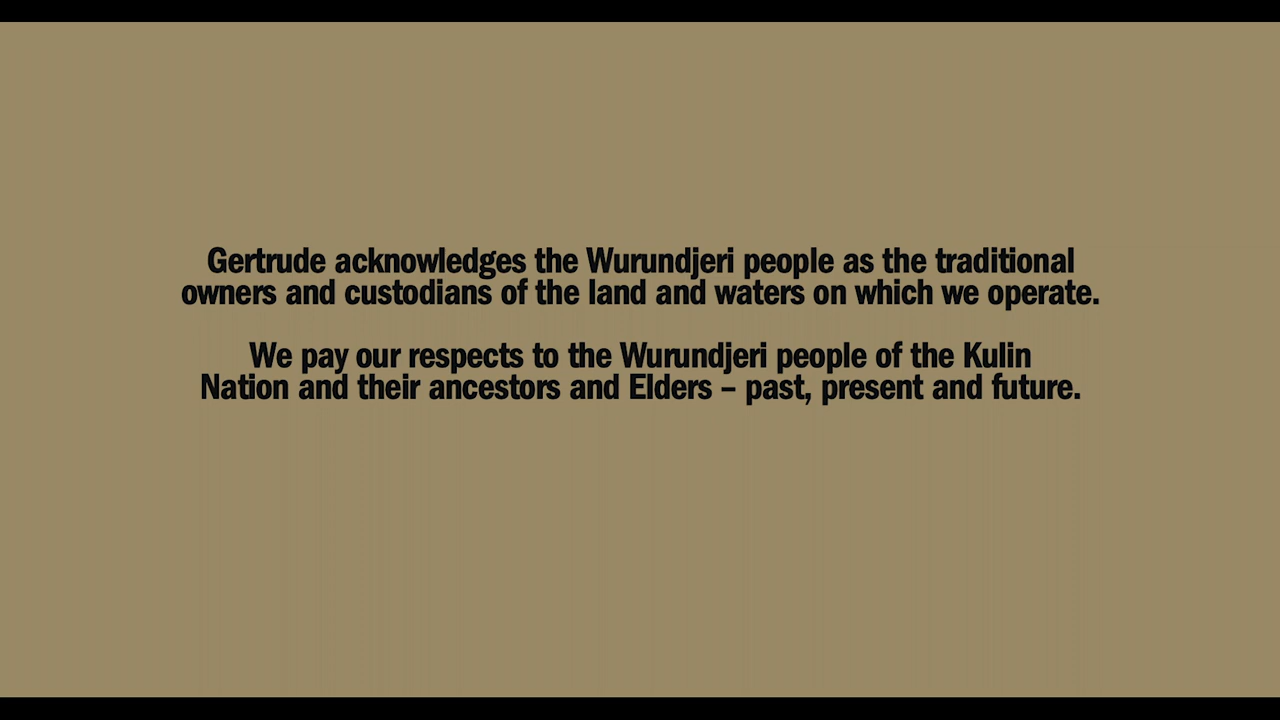 Gertrude acknowledges the Wurundjeri people as the traditional
owners and custodians of the land and waters on which we operate.
We pay our respects to the Wurundjeri people of the Kulin
Nation and their ancestors and Elders – past, present and future.